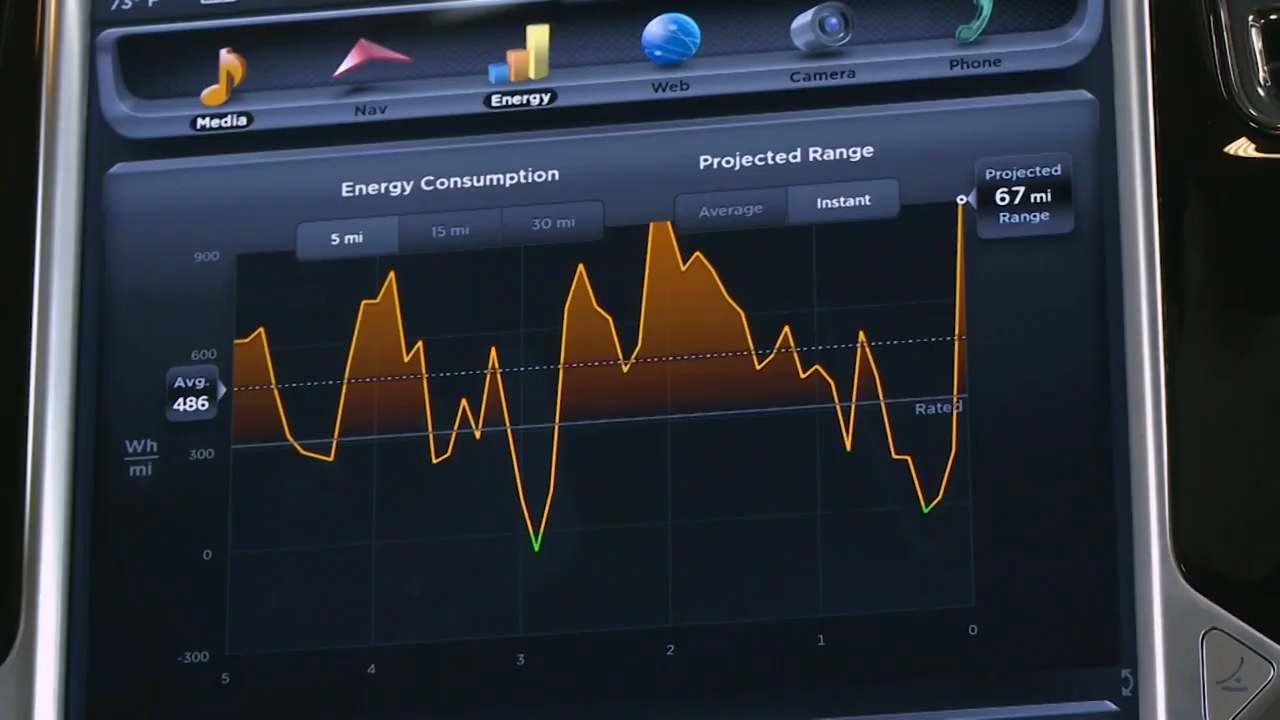 73° F
Media
Nav
Energy
Web
Camera
Phone
Energy Consumption
Projected Range
5 mi
15 mi
30 mi
Average
Instant
Projected
67 mi
Range
900
600
Avg.
486
Wh
mi
300
0
-300
Rated
5
4
3
2
1
0